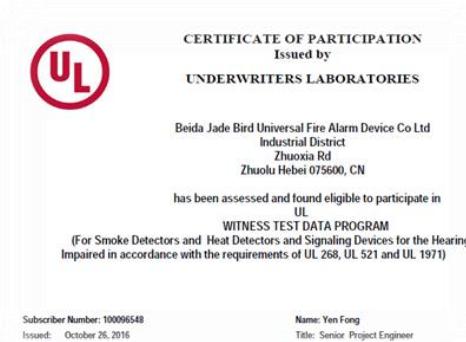 UL
CERTIFICATE OF PARTICIPATION
Issued by
UNDERWRITERS LABORATORIES
Beida Jade Bird Universal Fire Alarm Device Co Ltd
Industrial District
Zhuoxia Rd
Zhuolu Hebei 075600, CN
has been assessed and found eligible to participate in
UL
WITNESS TEST DATA PROGRAM
(For Smoke Detectors and Heat Detectors and Signaling Devices for the Hearing
Impaired in accordance with the requirements of UL 268, UL 521 and UL 1971)
Subscriber Number: 100096548
Name: Yen Fong
Issued: October 26, 2016
Title: Senior Project Engineer